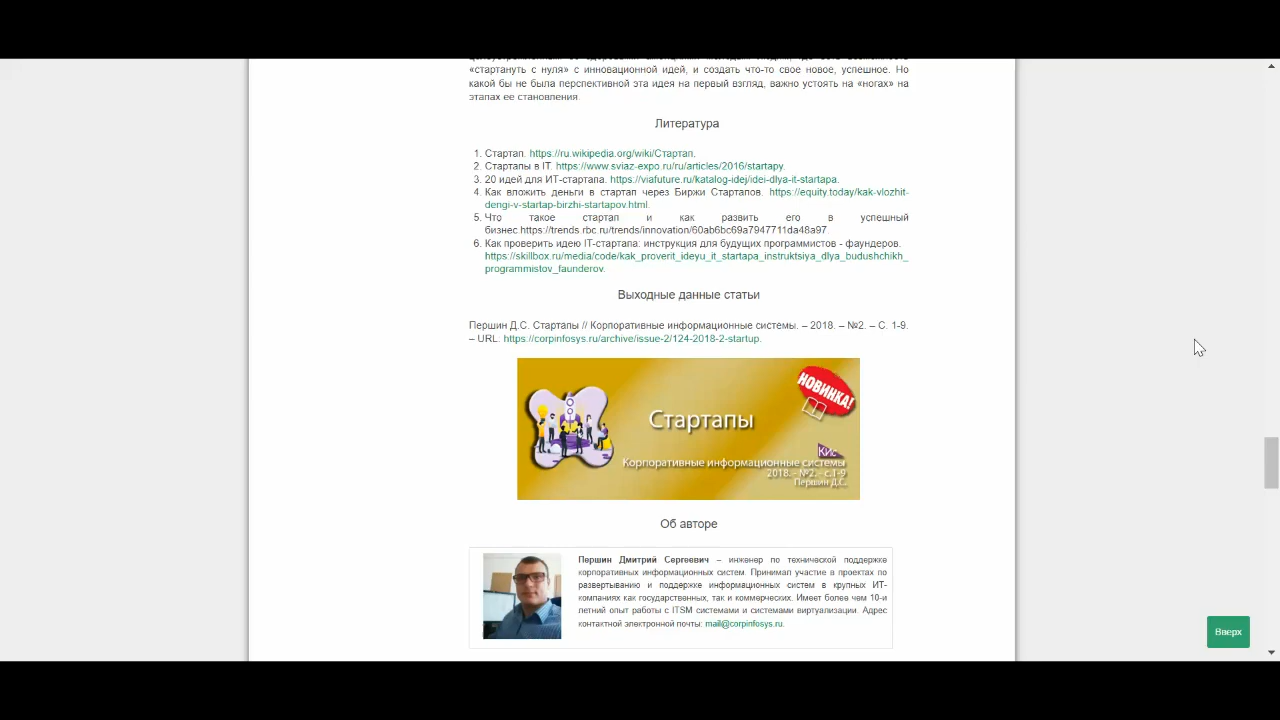 «стартануть с нуля» с инновационной идей, и создать что-то свое новое, успешное. Но
какой бы не была перспективной эта идея на первый взгляд, важно устоять на «ногах» на
этапах ее становления.
Литература
1. Стартап. https://ru.wikipedia.org/wiki/Стартап.
2. Стартапы в IT. https://www.sviaz-expo.ru/ru/articles/2016/startapy.
3. 20 идей для ИТ-стартапа. https://viafuture.ru/katalog-idej/idei-dlya-it-startapa.
4. Как вложить деньги в стартап через Биржи Стартапов. https://equity.today/kak-vlozhit-
dengi-v-startap-birzhi-startapov.html.
5. Что такое стартап и как развить его в успешный
бизнес.https://trends.rbc.ru/trends/innovation/60ab6bc69a7947711da48a97.
6. Как проверить идею IT-стартапа: инструкция для будущих программистов - фаундеров.
https://skillbox.ru/media/code/kak_proverit_ideyu_it_startapa_instruktsiya_dlya_budushchikh_
programmistov_faunderov.
Выходные данные статьи
Першин Д.С. Стартапы // Корпоративные информационные системы. – 2018. – №2. – С. 1-9.
– URL. https://corpinfosys.ru/archive/issue-2/124-2018-2-startup.
НОВИНКА!
Стартапы
КИС
Корпоративные информационные системы
2018. - №2. - с.1-9
Першин Д.С.
Об авторе
Першин Дмитрий Сергеевич – инженер по технической поддержке
корпоративных информационных систем. Принимал участие в проектах по
развертыванию и поддержке информационных систем в крупных ИТ-
компаниях как государственных, так и коммерческих. Имеет более чем 10-и
летний опыт работы с ITSM системами и системами виртуализации. Адрес
контактной электронной почты: mail@corpinfosys.ru.
Вверх